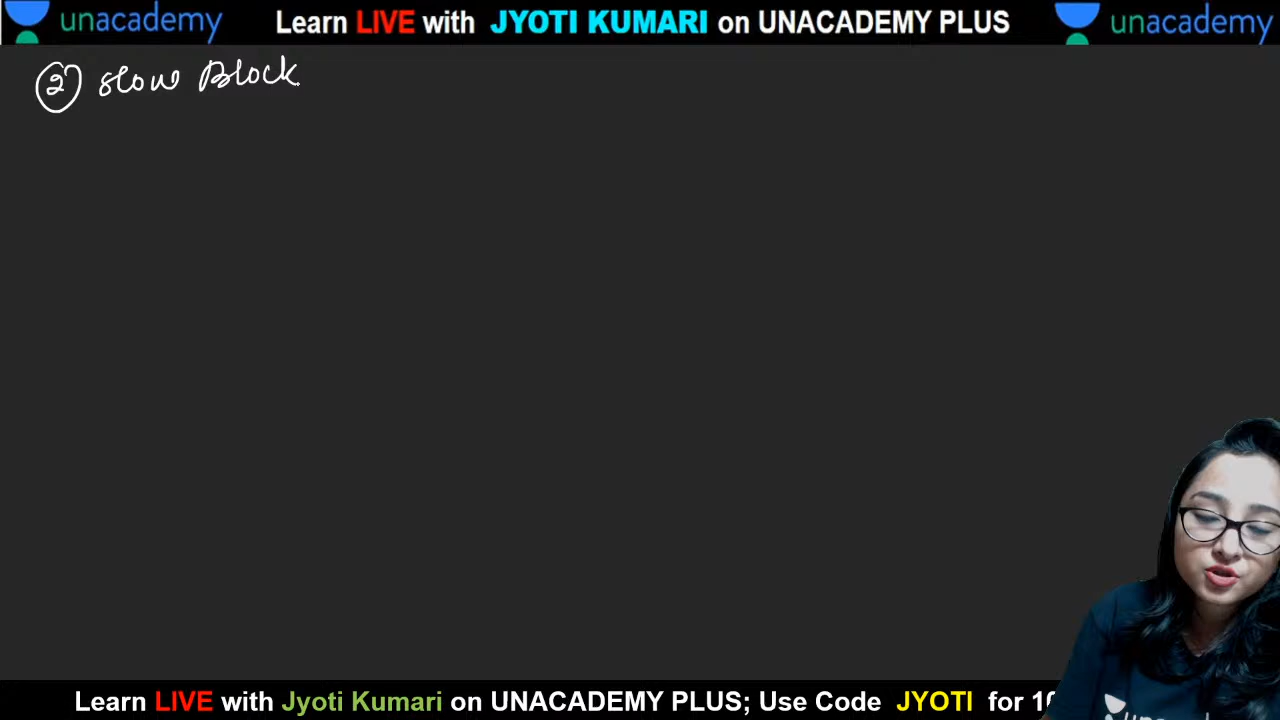 unacademy Learn LIVE with JYOTI KUMARI on UNACADEMY PLUS unacademy
② Slow Block
unacademy
Learn LIVE with Jyoti Kumari on UNACADEMY PLUS; Use Code JYOTI for